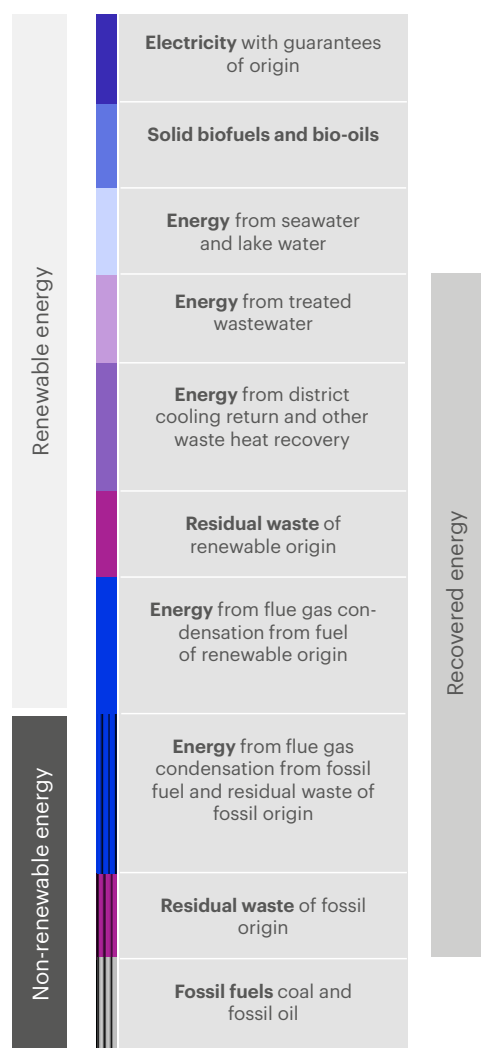 Renewable energy
Electricity with guarantees
of origin
Solid biofuels and bio-oils
Energy from seawater
and lake water
Energy from treated
wastewater
Energy from district
cooling return and other
waste heat recovery
Residual waste of
renewable origin
Energy from flue gas con-
densation from fuel
of renewable origin
Non-renewable energy
Energy from flue gas
condensation from fossil
fuel and residual waste of
fossil origin
Residual waste of fossil
origin
Fossil fuels coal and
fossil oil
Recovered energy